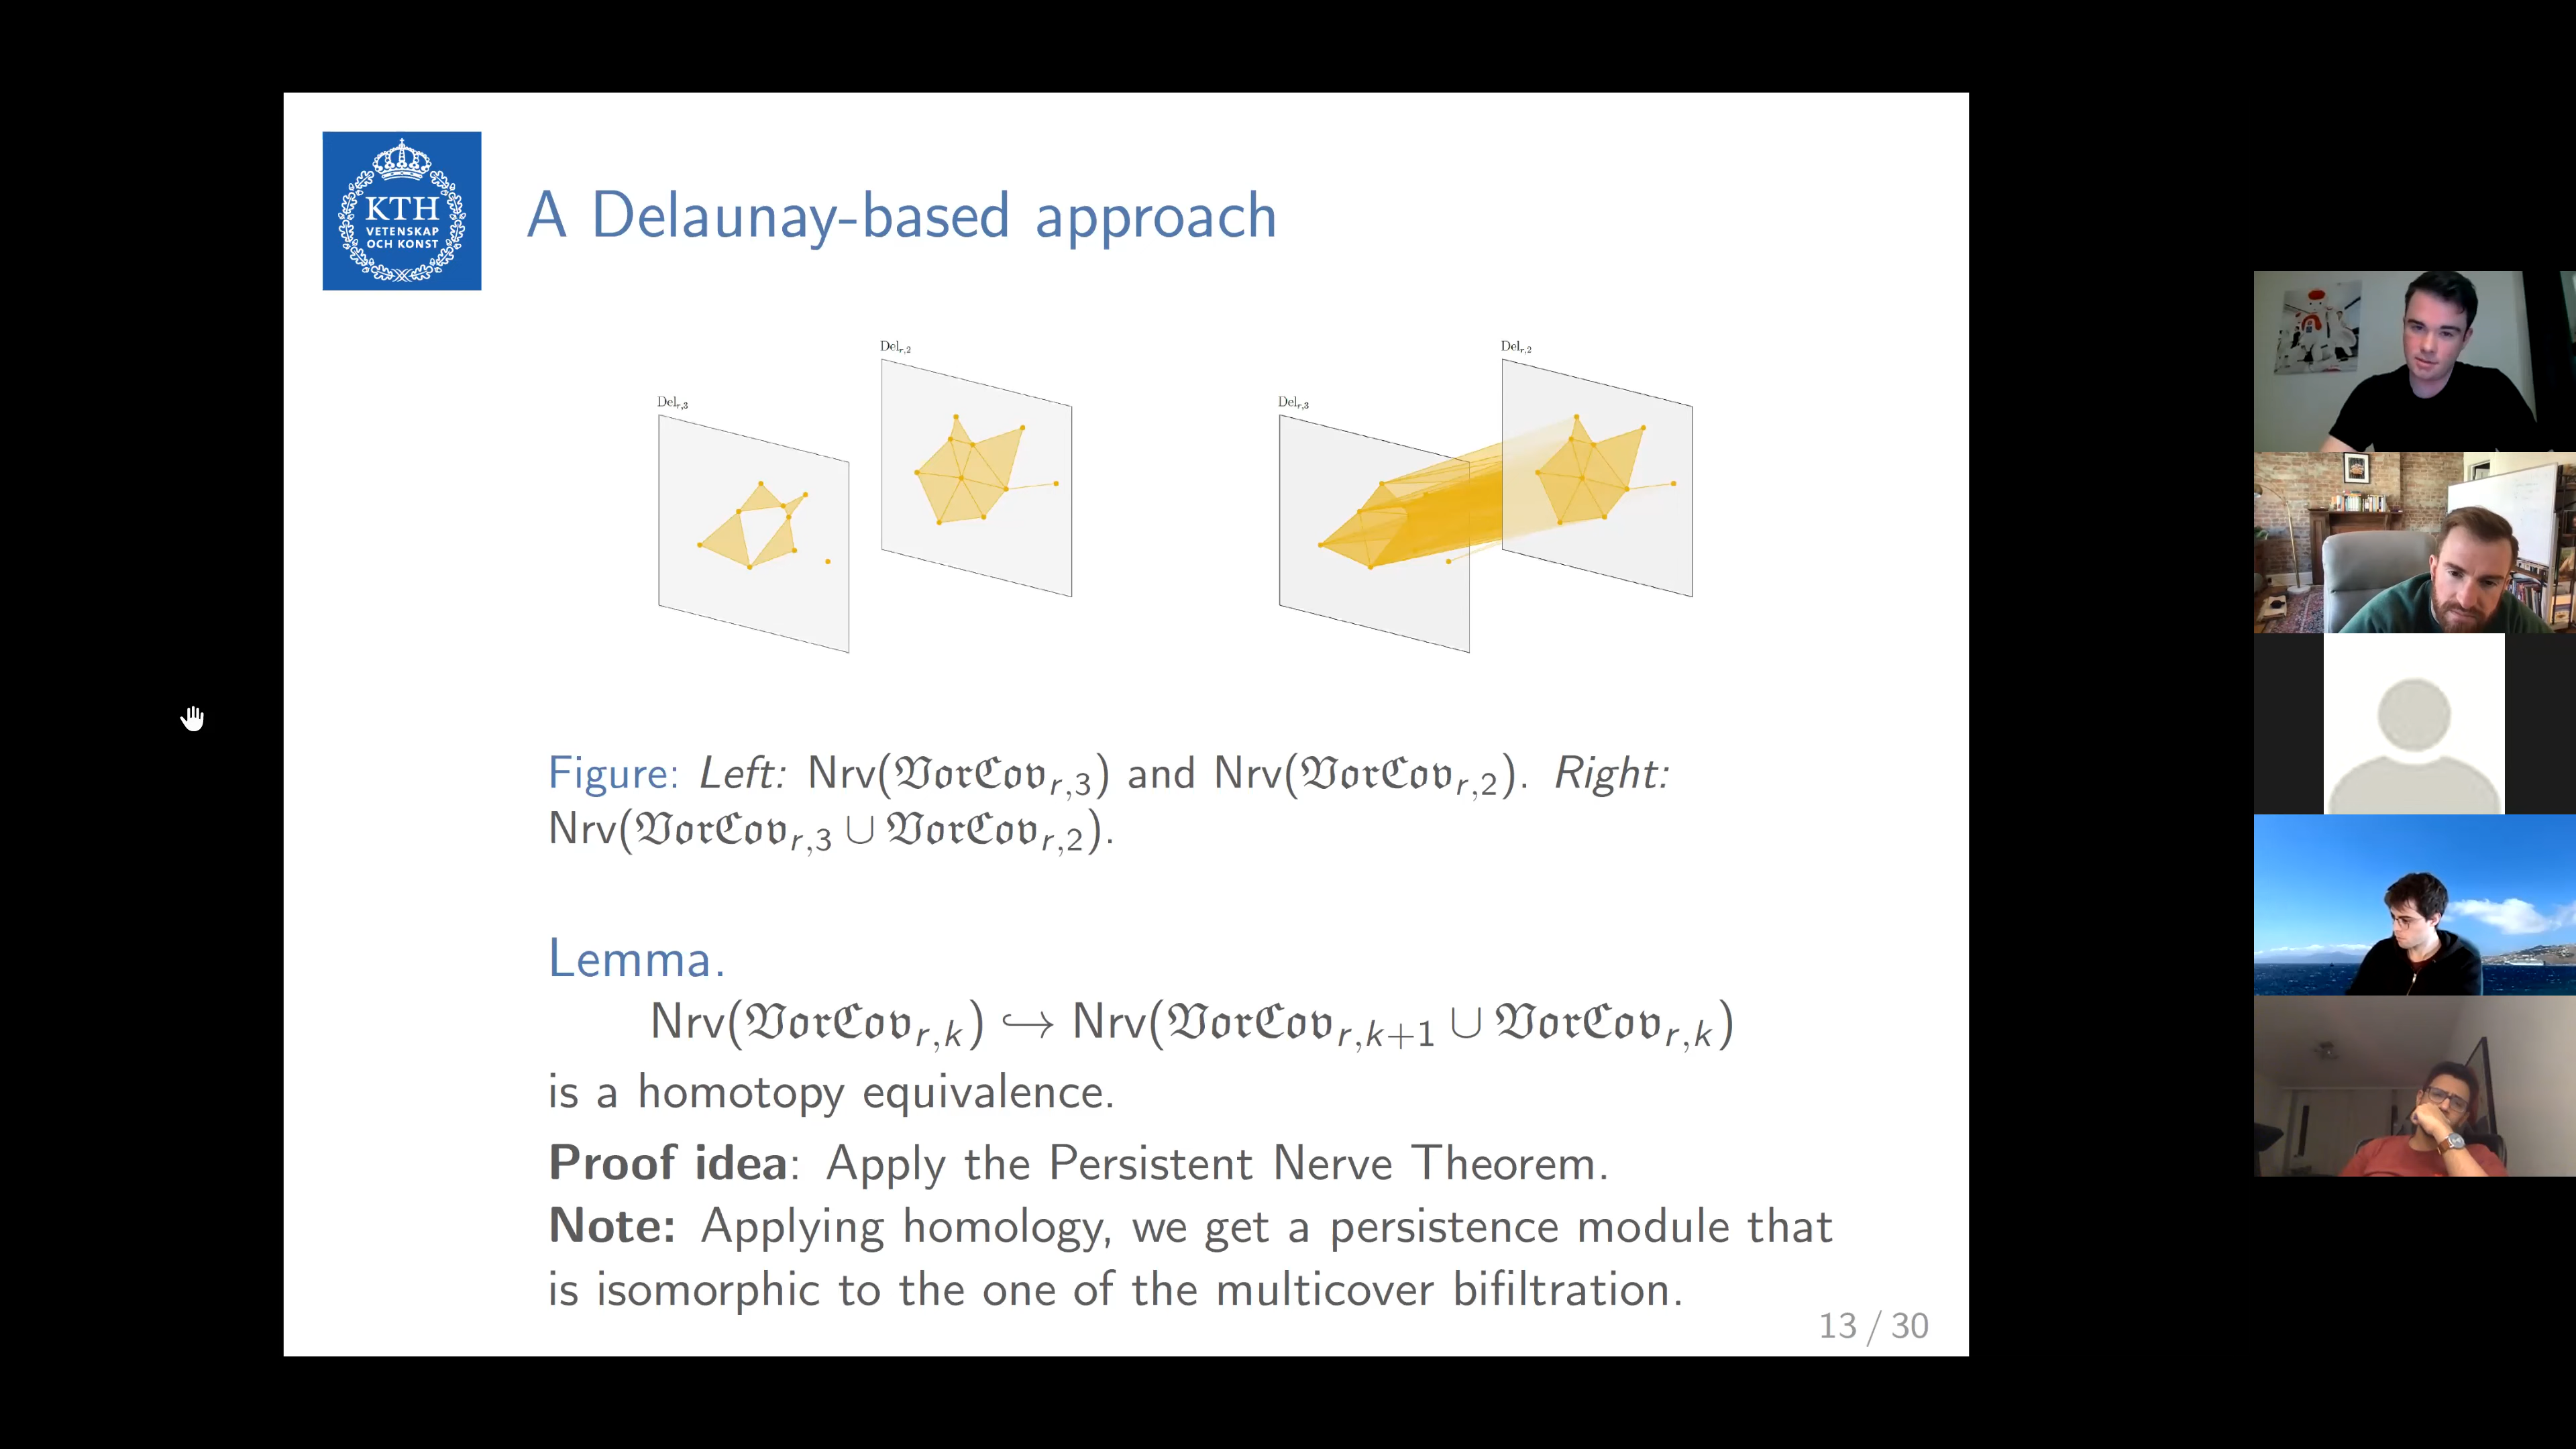 KTH
VETENSKAP
OCH KONST
A Delaunay-based approach
Del_{r,2}
Del_{r,3}
Del_{r,2}
Del_{r,3}
Figure: Left: Nrv(𝔙𝔬𝔯ℭ𝔬𝔳_{r,3}) and Nrv(𝔙𝔬𝔯ℭ𝔬𝔳_{r,2}). Right:
Nrv(𝔙𝔬𝔯ℭ𝔬𝔳_{r,3} ∪ 𝔙𝔬𝔯ℭ𝔬𝔳_{r,2}).
Lemma.
Nrv(𝔙𝔬𝔯ℭ𝔬𝔳_{r,k}) ↪ Nrv(𝔙𝔬𝔯ℭ𝔬𝔳_{r,k+1} ∪ 𝔙𝔬𝔯ℭ𝔬𝔳_{r,k})
is a homotopy equivalence.
Proof idea: Apply the Persistent Nerve Theorem.
Note: Applying homology, we get a persistence module that
is isomorphic to the one of the multicover bifiltration.
13 / 30